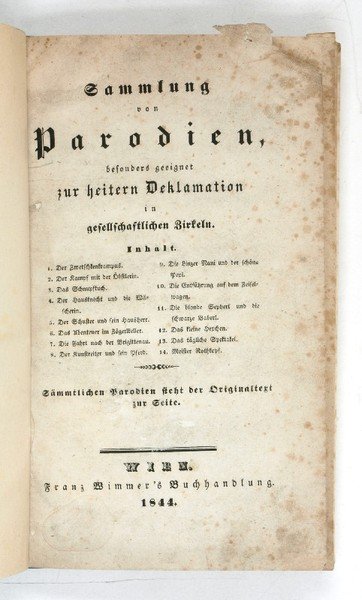 Sammlung
von
Parodien,
besonders geeignet
zur heitern Deklamation
in
gesellschaftlichen Zirkeln.
Inhalt.
1. Der Zwetschkenkrampus.
2. Der Kampf mit der Höcklerin.
3. Das Schnupftuch.
4. Der Hausknecht und die Wä-
scherin.
5. Der Schuster und sein Hausherr.
6. Das Abenteuer im Jägerkeller.
7. Die Fahrt nach der Brigittenau.
8. Der Kunstreiter und sein Pferd.
9. Die Linzer Nani und der schöne
Pepi.
10. Die Entführung auf dem Zeisel-
wagen.
11. Die blonde Sepherl und die
schwarze Baberl.
12. Das kleine Herzchen.
13. Das tägliche Spektakel.
14. Meister Rothkopf.
Sämmtlichen Parodien steht der Originaltext
zur Seite.
WIEN.
Franz Wimmer's Buchhandlung.
1844.